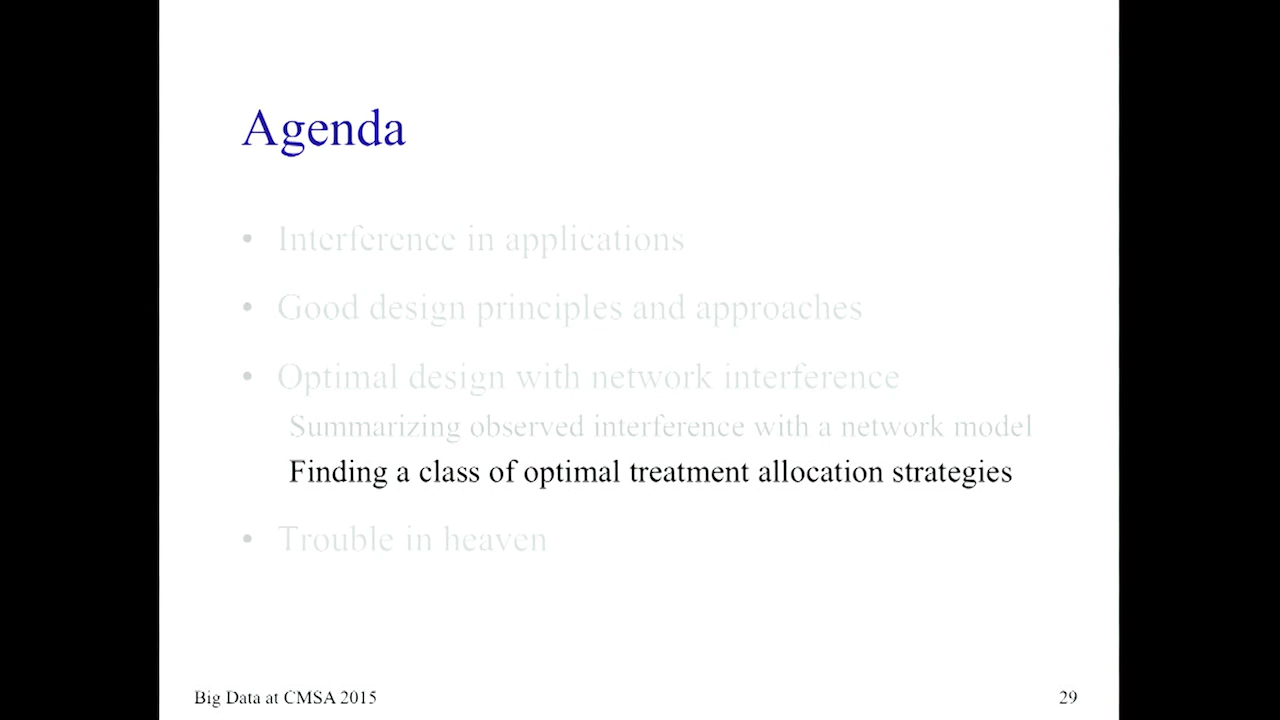 Agenda
• Interference in applications
• Good design principles and approaches
• Optimal design with network interference
Summarizing observed interference with a network model
Finding a class of optimal treatment allocation strategies
• Trouble in heaven
Big Data at CMSA 2015
29